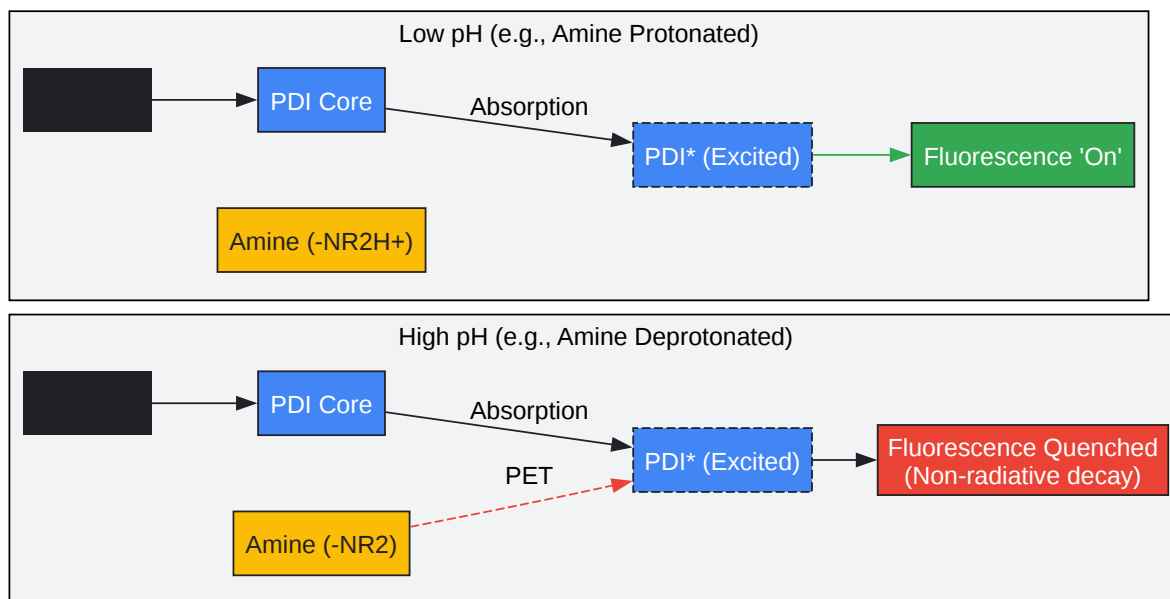 Low pH (e.g., Amine Protonated)
PDI Core
Absorption
PDI* (Excited)
Fluorescence 'On'
Amine (-NR2H+)
High pH (e.g., Amine Deprotonated)
PDI Core
Absorption
PDI* (Excited)
Fluorescence Quenched
(Non-radiative decay)
PET
Amine (-NR2)